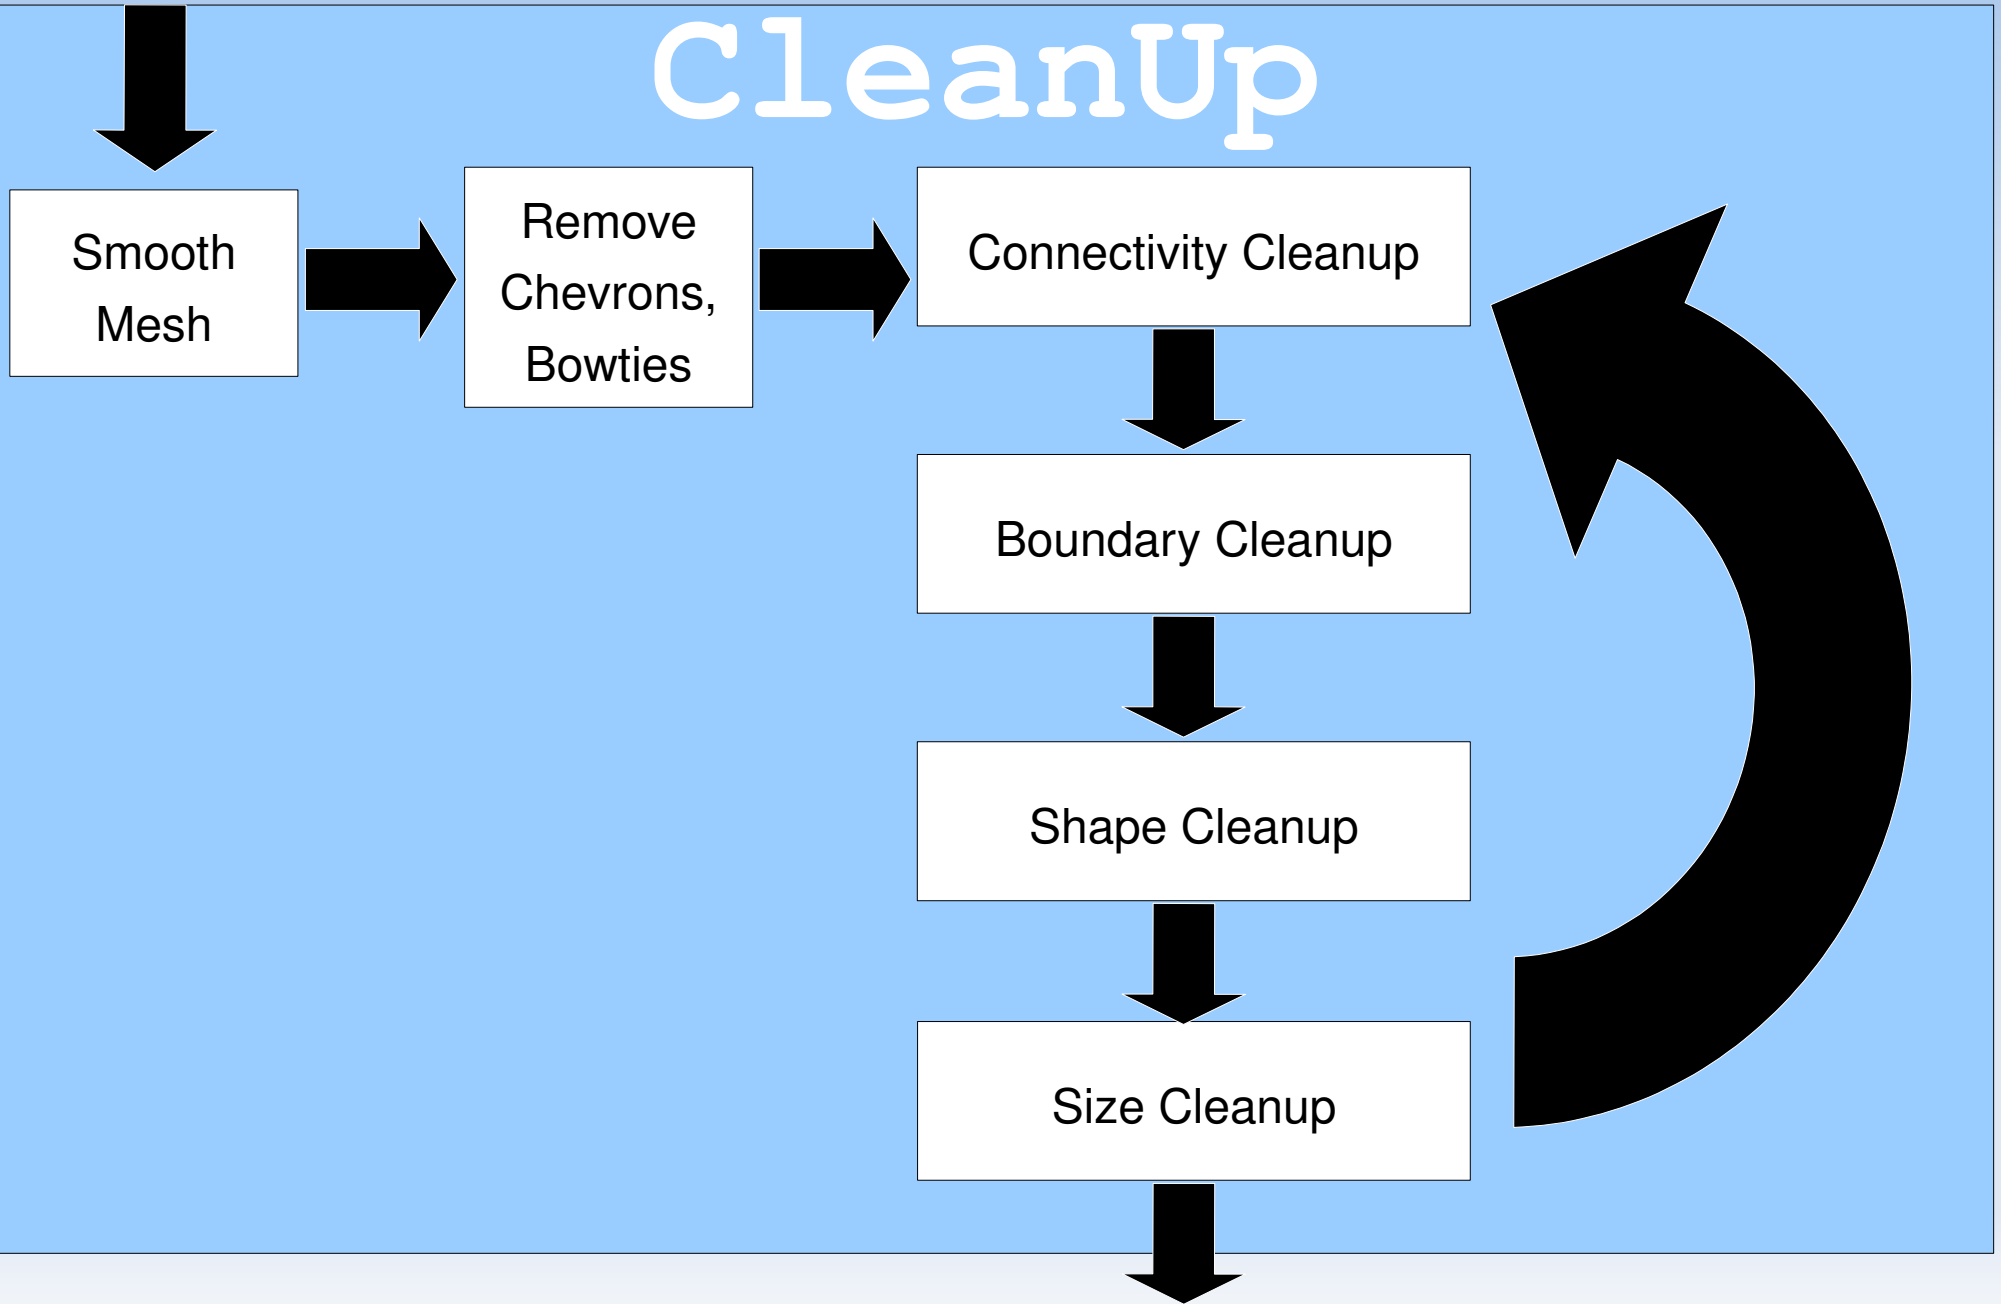 CleanUp
Smooth
Mesh
Remove
Chevrons,
Bowties
Connectivity Cleanup
Boundary Cleanup
Shape Cleanup
Size Cleanup